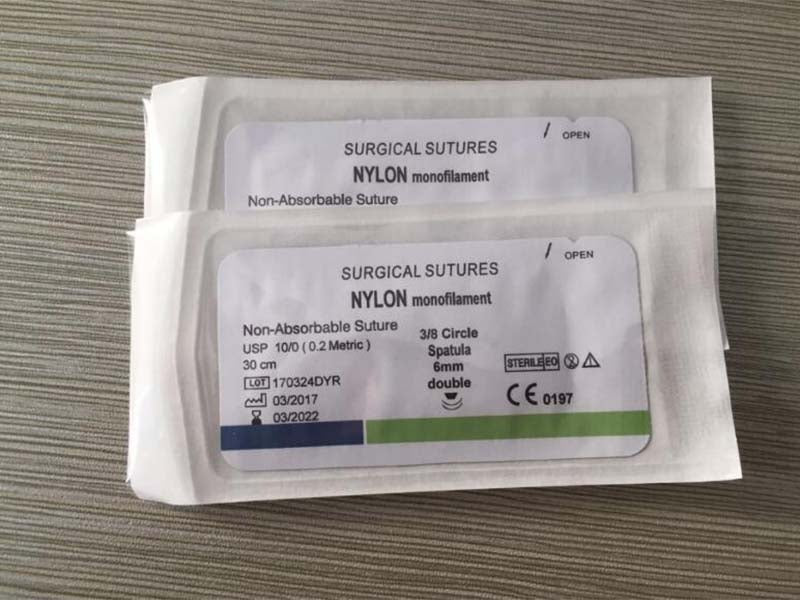 OPEN
SURGICAL SUTURES
NYLON monofilament
Non-Absorbable Suture
OPEN
SURGICAL SUTURES
NYLON monofilament
Non-Absorbable Suture
USP 10/0 ( 0.2 Metric )
30 cm
LOT 170324DYR
03/2017
03/2022
3/8 Circle
Spatula
6mm
double
STERILE EO
CE 0197